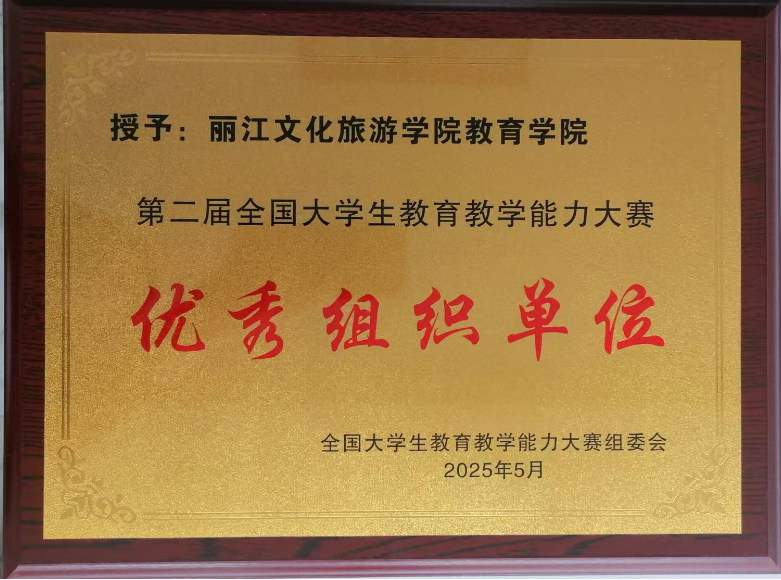 授予：丽江文化旅游学院教育学院
第二届全国大学生教育教学能力大赛
优秀组织单位
全国大学生教育教学能力大赛组委会
2025年5月